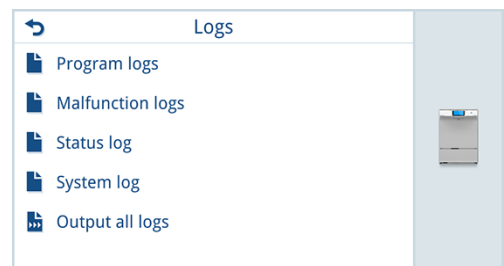 Logs
Program logs
Malfunction logs
Status log
System log
Output all logs